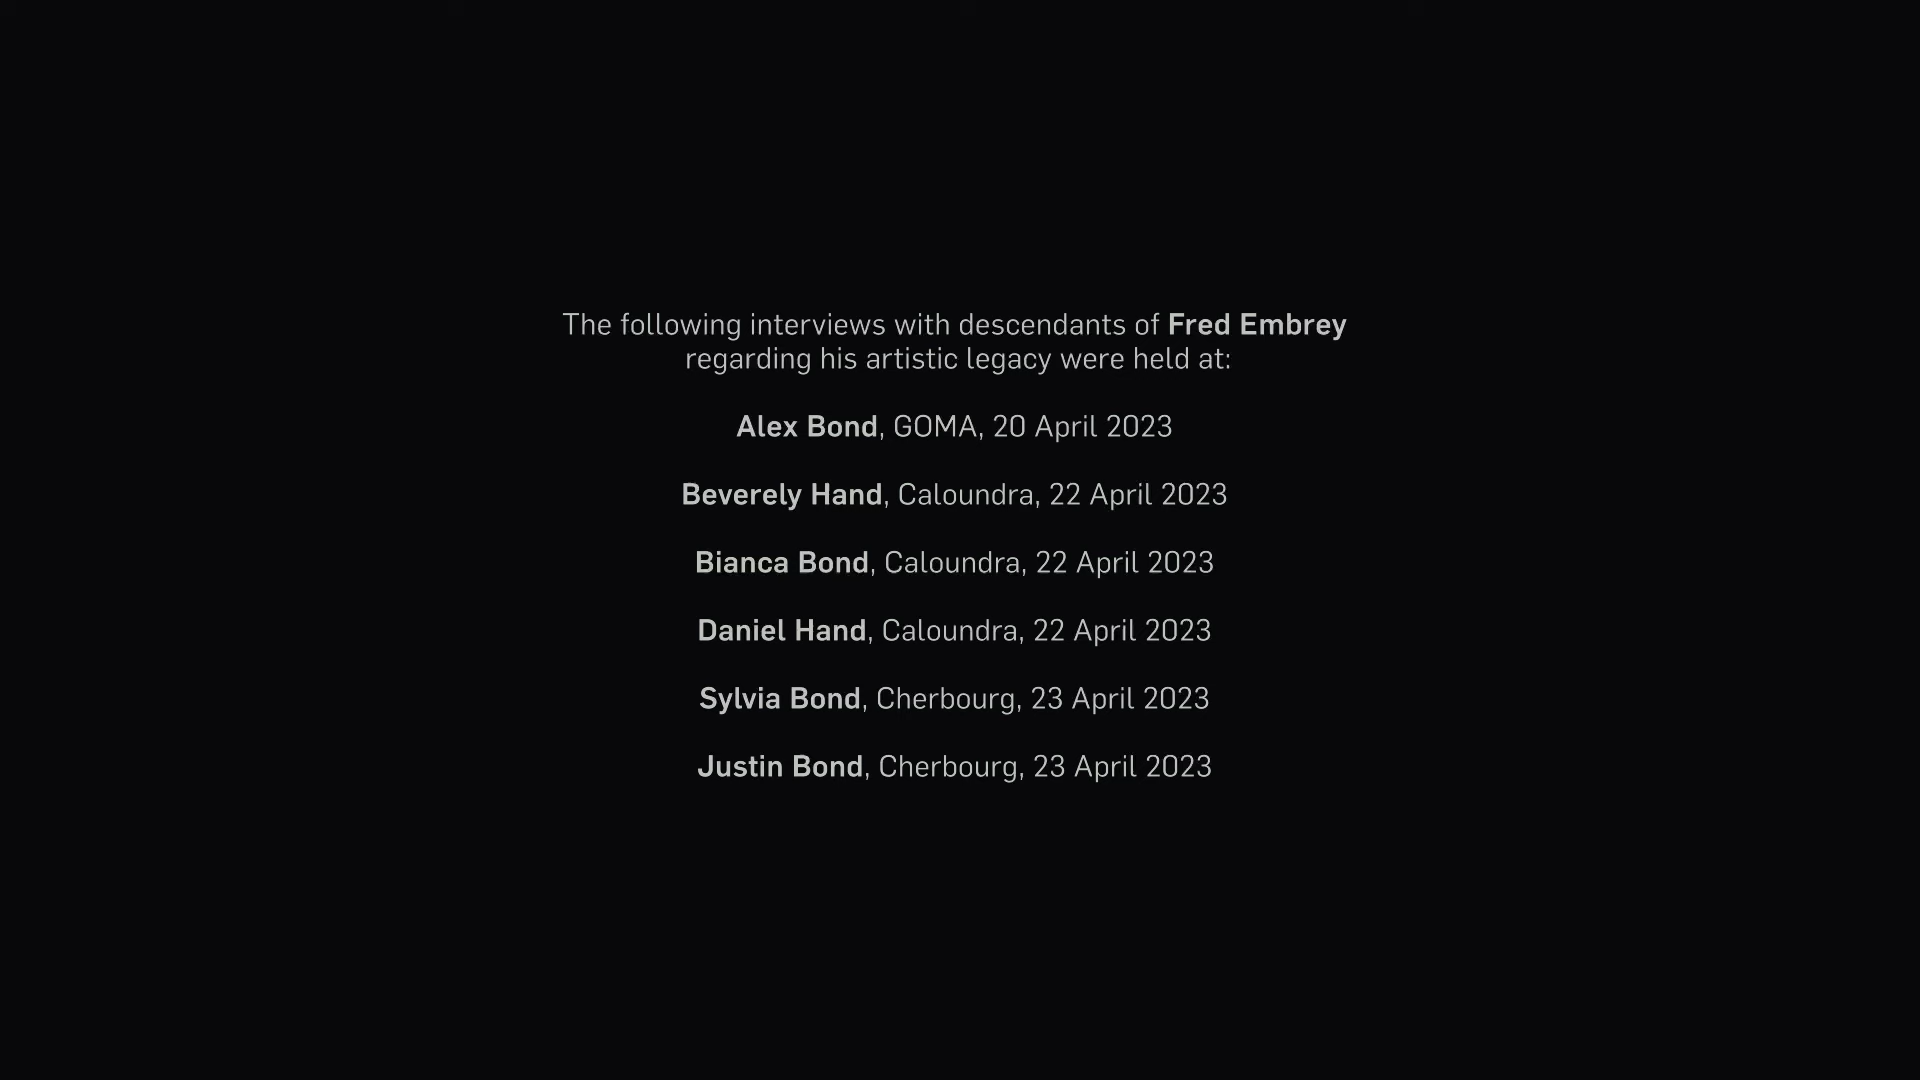 The following interviews with descendants of Fred Embrey
regarding his artistic legacy were held at:
Alex Bond, GOMA, 20 April 2023
Beverely Hand, Caloundra, 22 April 2023
Bianca Bond, Caloundra, 22 April 2023
Daniel Hand, Caloundra, 22 April 2023
Sylvia Bond, Cherbourg, 23 April 2023
Justin Bond, Cherbourg, 23 April 2023